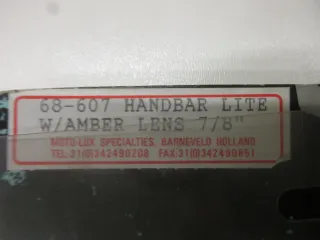 68-607 HANDBAR LITE
W/AMBER LENS 7/8"
MOTO-LUX SPECIALTIES, BARNEVELD HOLLAND
TEL:31(0)342490208 FAX:31(0)342490851